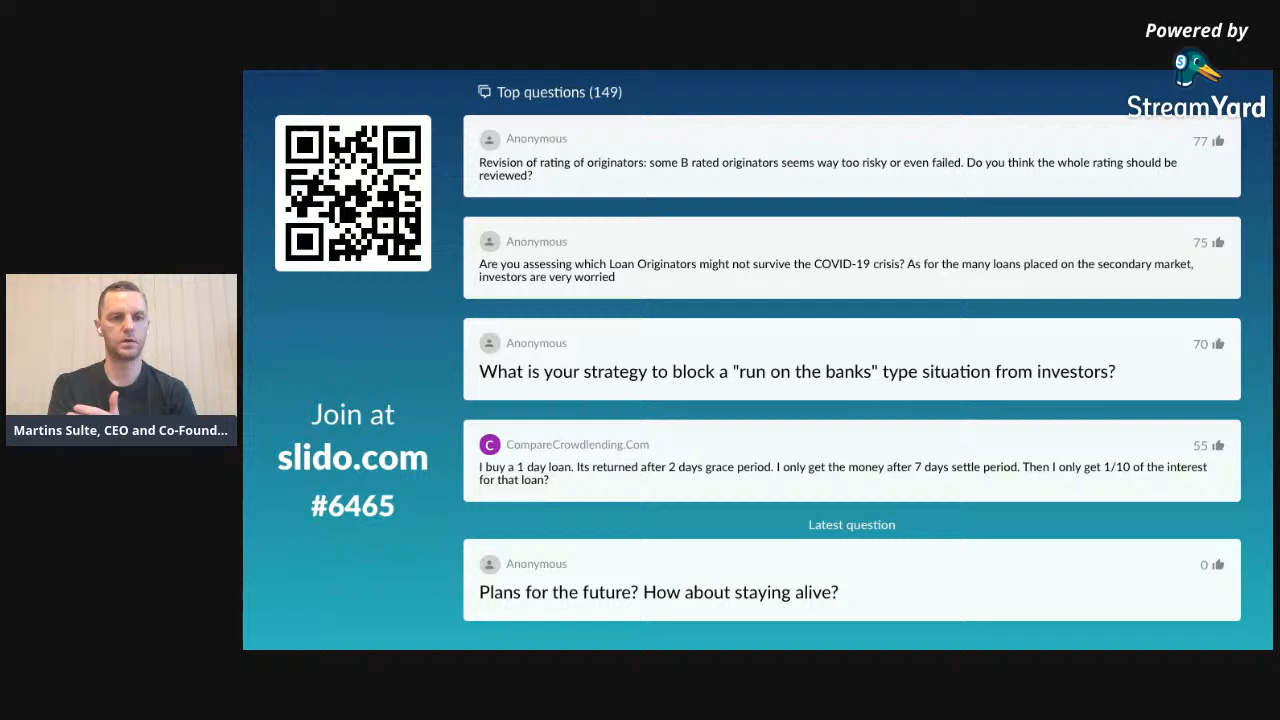 Powered by
StreamYard
Top questions (149)
Anonymous
77
Revision of rating of originators: some B rated originators seems way too risky or even failed. Do you think the whole rating should be
reviewed?
Anonymous
75
Are you assessing which Loan Originators might not survive the COVID-19 crisis? As for the many loans placed on the secondary market,
investors are very worried
Anonymous
70
What is your strategy to block a "run on the banks" type situation from investors?
C
CompareCrowdlending.Com
55
I buy a 1 day loan. Its returned after 2 days grace period. I only get the money after 7 days settle period. Then I only get 1/10 of the interest
for that loan?
Latest question
Anonymous
0
Plans for the future? How about staying alive?
Join at
slido.com
#6465
Martins Sulte, CEO and Co-Found...